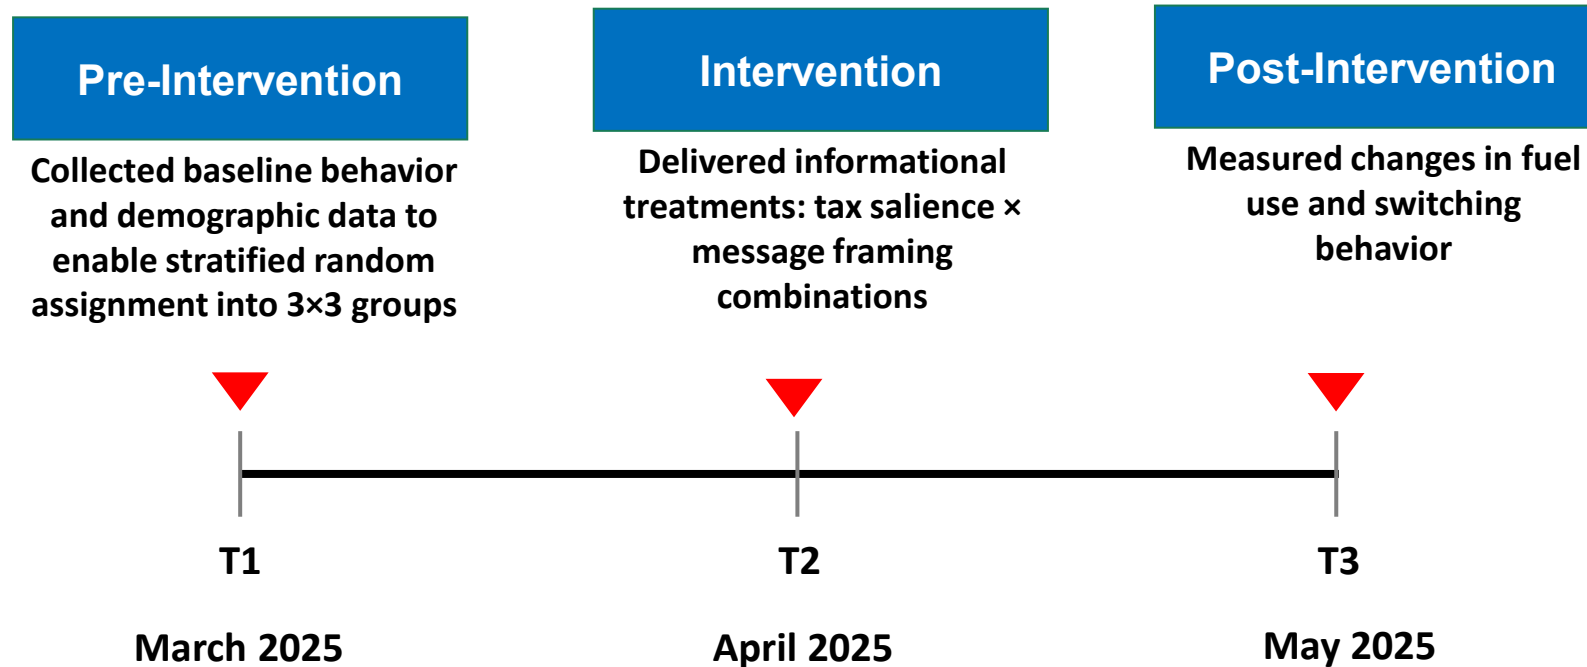 Pre-Intervention
Collected baseline behavior
and demographic data to
enable stratified random
assignment into 3×3 groups
Intervention
Delivered informational
treatments: tax salience ×
message framing
combinations
Post-Intervention
Measured changes in fuel
use and switching
behavior
T1
T2
T3
March 2025
April 2025
May 2025